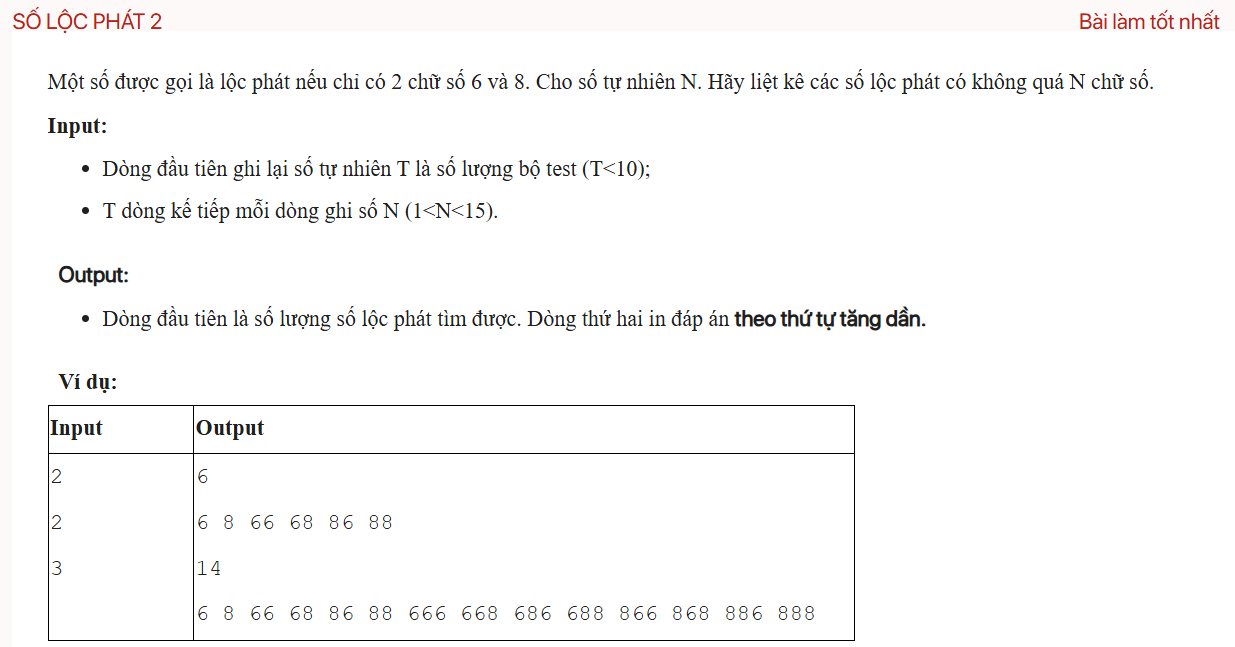 SỐ LỘC PHÁT 2
Bài làm tốt nhất
Một số được gọi là lộc phát nếu chỉ có 2 chữ số 6 và 8. Cho số tự nhiên N. Hãy liệt kê các số lộc phát có không quá N chữ số.
Input:
• Dòng đầu tiên ghi lại số tự nhiên T là số lượng bộ test (T<10);
• T dòng kế tiếp mỗi dòng ghi số N (1<N<15).
Output:
• Dòng đầu tiên là số lượng số lộc phát tìm được. Dòng thứ hai in đáp án theo thứ tự tăng dần.
Ví dụ:
Input Output
2 6
2 6 8 66 68 86 88
3 14
6 8 66 68 86 88 666 668 686 688 866 868 886 888